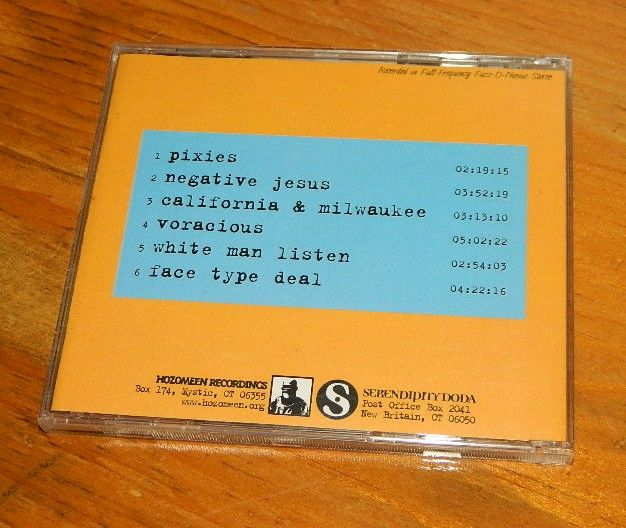 Recorded in Full-Frequency Fuzz-O-Phonic Stereo
1 pixies 02:19:15
2 negative jesus 03:52:19
3 california & milwaukee 03:13:10
4 voracious 05:02:22
5 white man listen 02:54:03
6 face type deal 04:22:16
HOZOMEEN RECORDINGS
Box 174, Mystic, CT 06355
www.hozomeen.org
S
SERENDIPITY DODA
Post Office Box 2041
New Britain, CT 06050